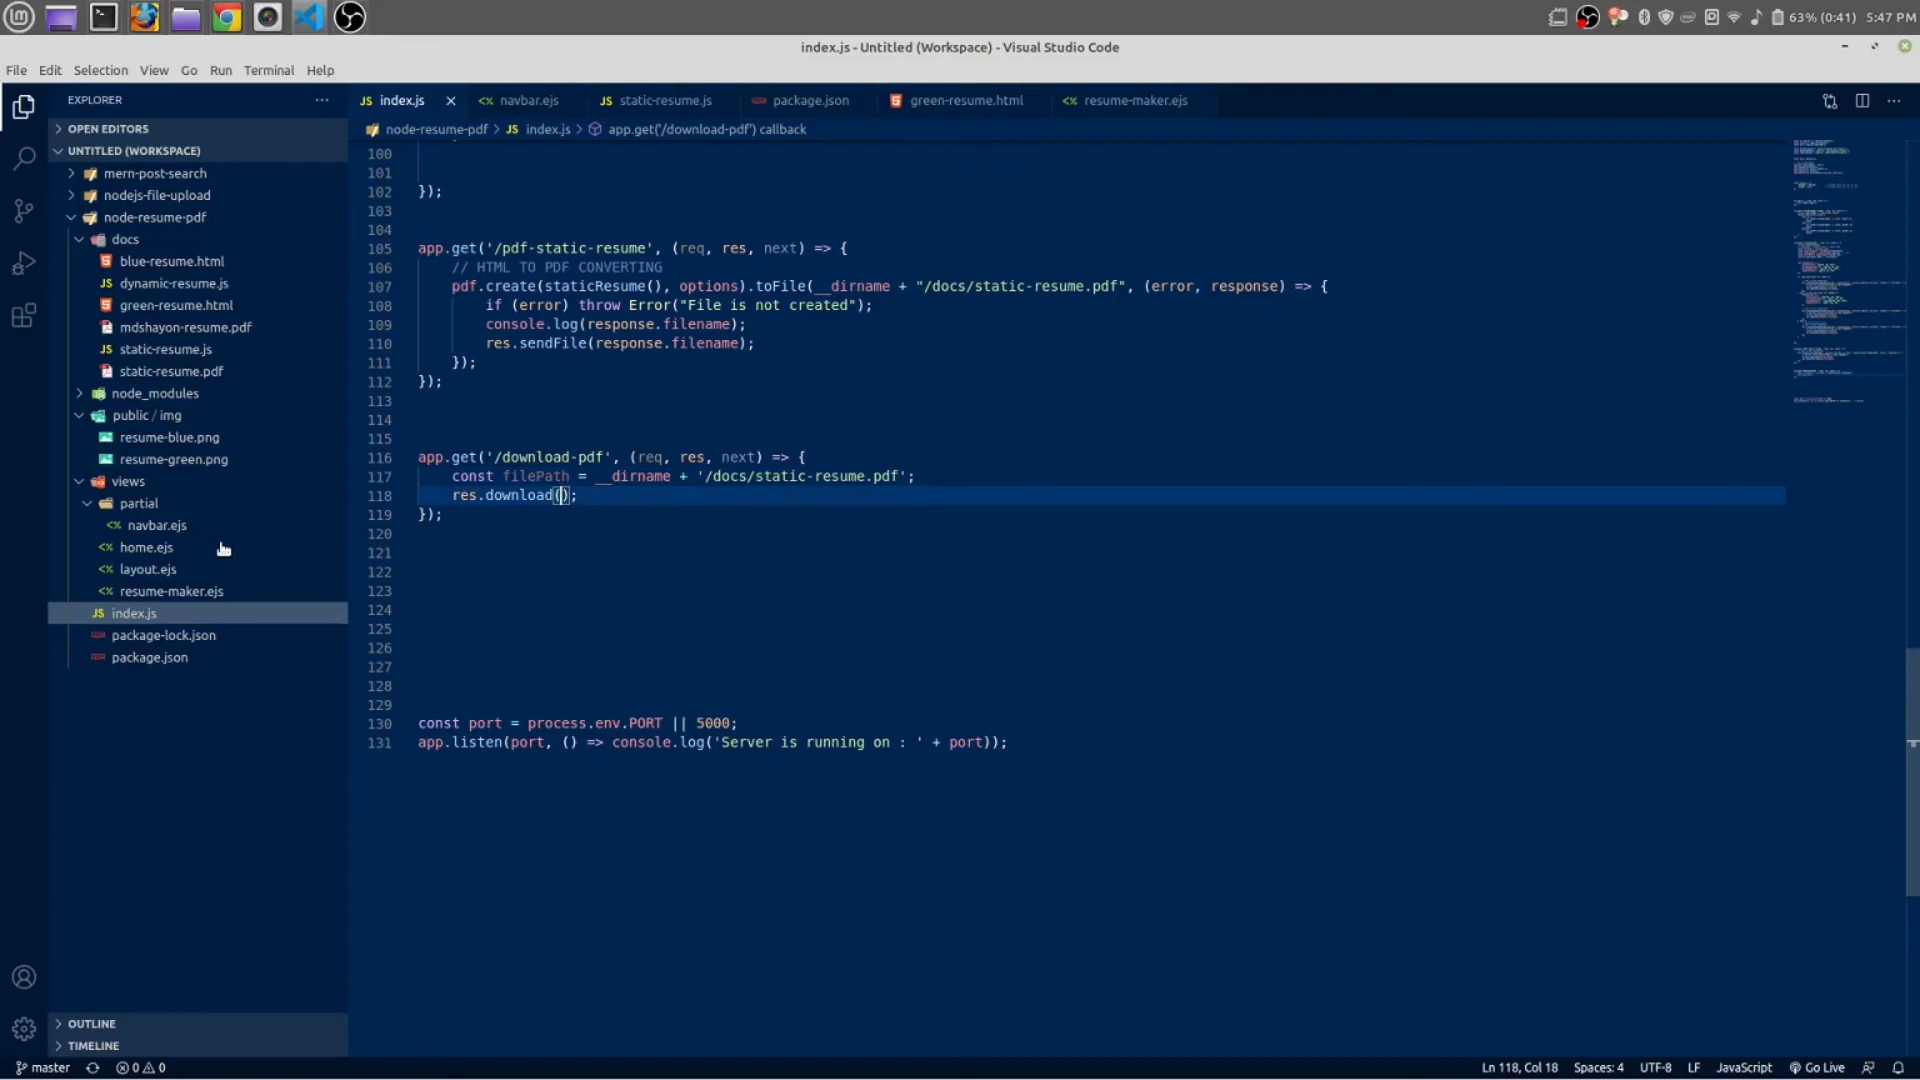 63% (0:41) 5:47 PM
index.js - Untitled (Workspace) - Visual Studio Code
File Edit Selection View Go Run Terminal Help
EXPLORER
index.js navbar.ejs static-resume.js package.json green-resume.html resume-maker.ejs
OPEN EDITORS
node-resume-pdf > JS index.js > app.get('/download-pdf') callback
UNTITLED (WORKSPACE)
mern-post-search
nodejs-file-upload
node-resume-pdf
docs
blue-resume.html
JS dynamic-resume.js
green-resume.html
mdshayon-resume.pdf
JS static-resume.js
static-resume.pdf
node_modules
public / img
resume-blue.png
resume-green.png
views
partial
<% navbar.ejs
<% home.ejs
<% layout.ejs
<% resume-maker.ejs
JS index.js
package-lock.json
package.json
OUTLINE
TIMELINE
100
101
102 });
103
104
105 app.get('/pdf-static-resume', (req, res, next) => {
106 // HTML TO PDF CONVERTING
107 pdf.create(staticResume(), options).toFile(__dirname + "/docs/static-resume.pdf", (error, response) => {
108 if (error) throw Error("File is not created");
109 console.log(response.filename);
110 res.sendFile(response.filename);
111 });
112 });
113
114
115
116 app.get('/download-pdf', (req, res, next) => {
117 const filePath = __dirname + '/docs/static-resume.pdf';
118 res.download();
119 });
120
121
122
123
124
125
126
127
128
129
130 const port = process.env.PORT || 5000;
131 app.listen(port, () => console.log('Server is running on : ' + port));
master 0 0 Ln 118, Col 18 Spaces: 4 UTF-8 LF JavaScript Go Live